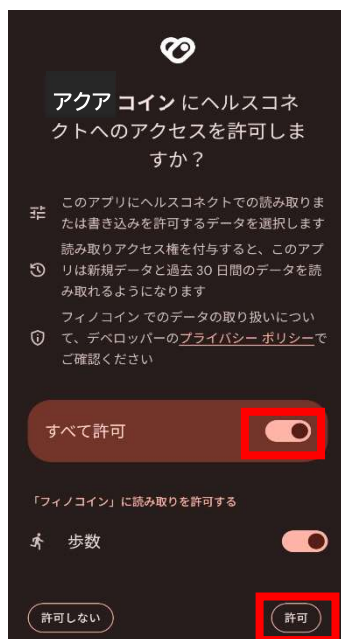 アクア コイン にヘルスコネ
クトへのアクセスを許可しま
すか？
このアプリにヘルスコネクトでの読み取りま
たは書き込みを許可するデータを選択します
読み取りアクセス権を付与すると、このアプ
リは新規データと過去 30 日間のデータを読
み取れるようになります
フィノコイン でのデータの取り扱いについ
て、デベロッパーのプライバシー ポリシーで
ご確認ください
すべて許可
「フィノコイン」に読み取りを許可する
歩数
許可しない
許可